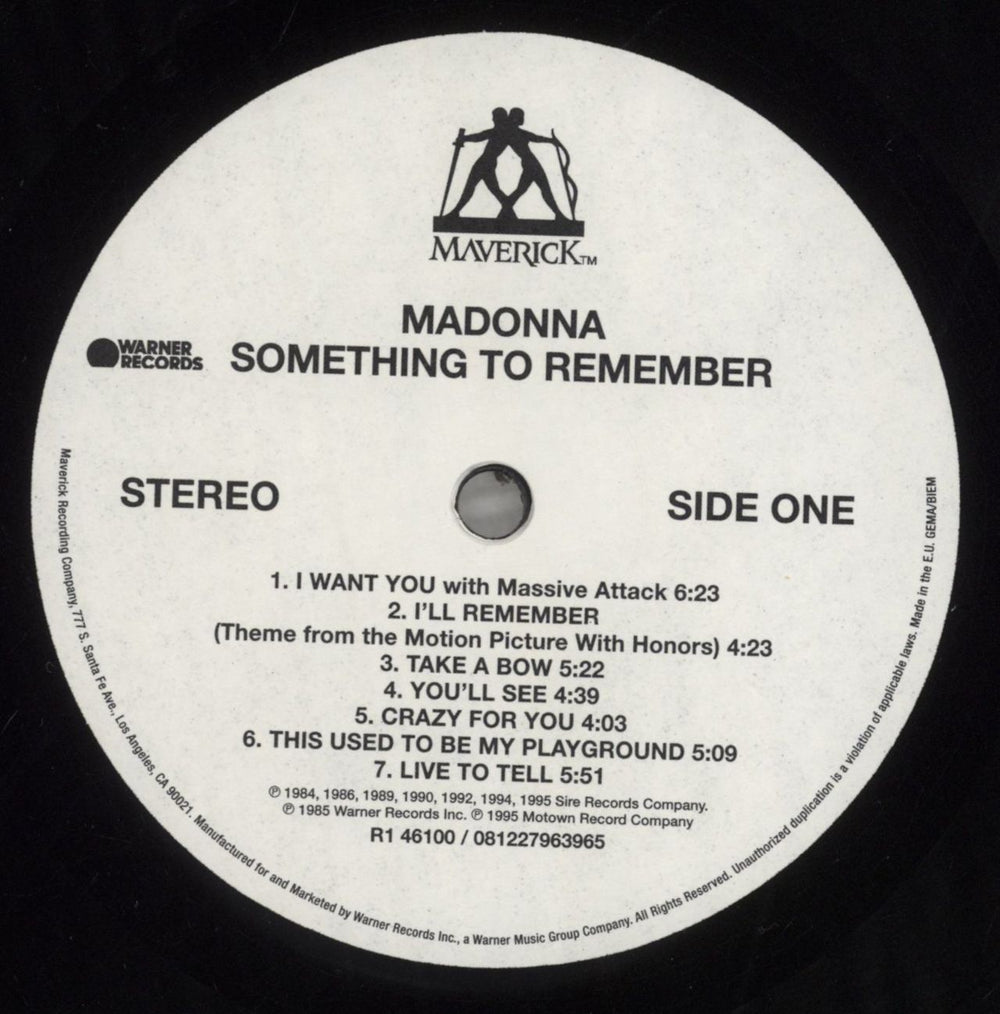 MAVERICK™
MADONNA
SOMETHING TO REMEMBER
WARNER
RECORDS
STEREO
SIDE ONE
1. I WANT YOU with Massive Attack 6:23
2. I'LL REMEMBER
(Theme from the Motion Picture With Honors) 4:23
3. TAKE A BOW 5:22
4. YOU'LL SEE 4:39
5. CRAZY FOR YOU 4:03
6. THIS USED TO BE MY PLAYGROUND 5:09
7. LIVE TO TELL 5:51
℗ 1984, 1986, 1989, 1990, 1992, 1994, 1995 Sire Records Company.
℗ 1985 Warner Records Inc. ℗ 1995 Motown Record Company
R1 46100 / 081227963965
Maverick Recording Company, 777 S. Santa Fe Ave., Los Angeles, CA 90021. Manufactured for and Marketed by Warner Records Inc., a Warner Music Group Company. All Rights Reserved. Unauthorized duplication is a violation of applicable laws. Made in the E.U. GEMA/BIEM